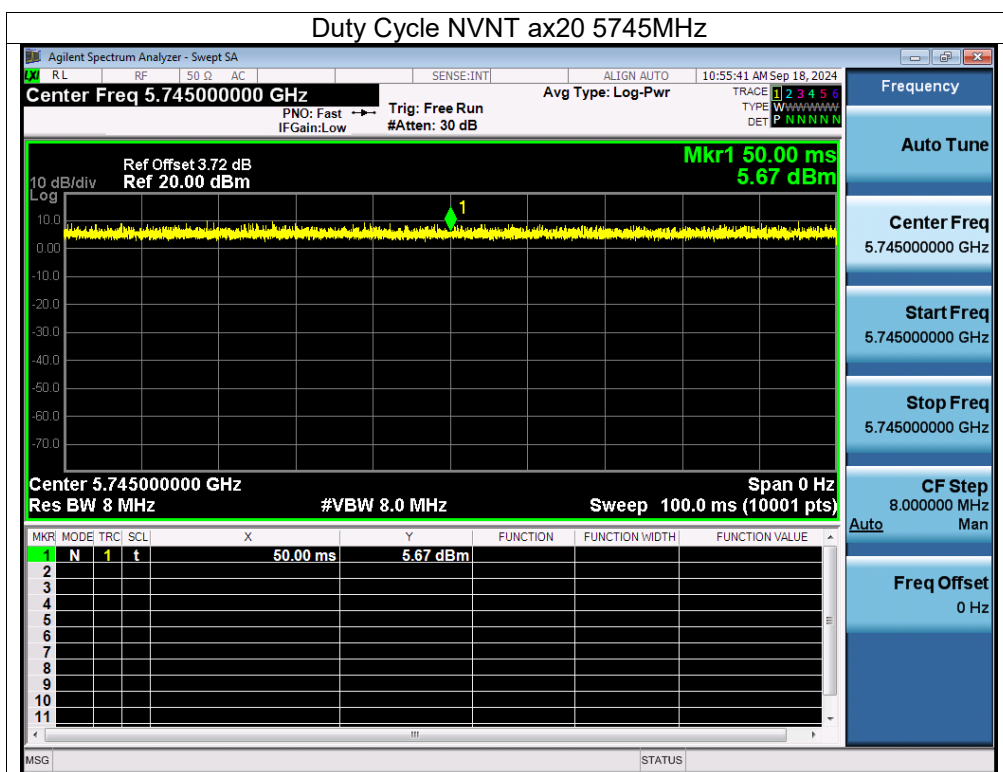 Duty Cycle NVNT ax20 5745MHz
Agilent Spectrum Analyzer - Swept SA
LXI RL RF 50 Ω AC SENSE:INT ALIGN AUTO 10:55:41 AM Sep 18, 2024
Center Freq 5.745000000 GHz Avg Type: Log-Pwr TRACE 1 2 3 4 5 6
PNO: Fast Trig: Free Run TYPE WWWWWW
IFGain:Low #Atten: 30 dB DET P N N N N N
Mkr1 50.00 ms
5.67 dBm
Ref Offset 3.72 dB
10 dB/div Ref 20.00 dBm
Log
10.0
0.00
-10.0
-20.0
-30.0
-40.0
-50.0
-60.0
-70.0
1
Center 5.745000000 GHz Span 0 Hz
Res BW 8 MHz #VBW 8.0 MHz Sweep 100.0 ms (10001 pts)
MKR MODE TRC SCL X Y FUNCTION FUNCTION WIDTH FUNCTION VALUE
1 N 1 t 50.00 ms 5.67 dBm
2
3
4
5
6
7
8
9
10
11
MSG STATUS
Frequency
Auto Tune
Center Freq
5.745000000 GHz
Start Freq
5.745000000 GHz
Stop Freq
5.745000000 GHz
CF Step
8.000000 MHz
Auto Man
Freq Offset
0 Hz